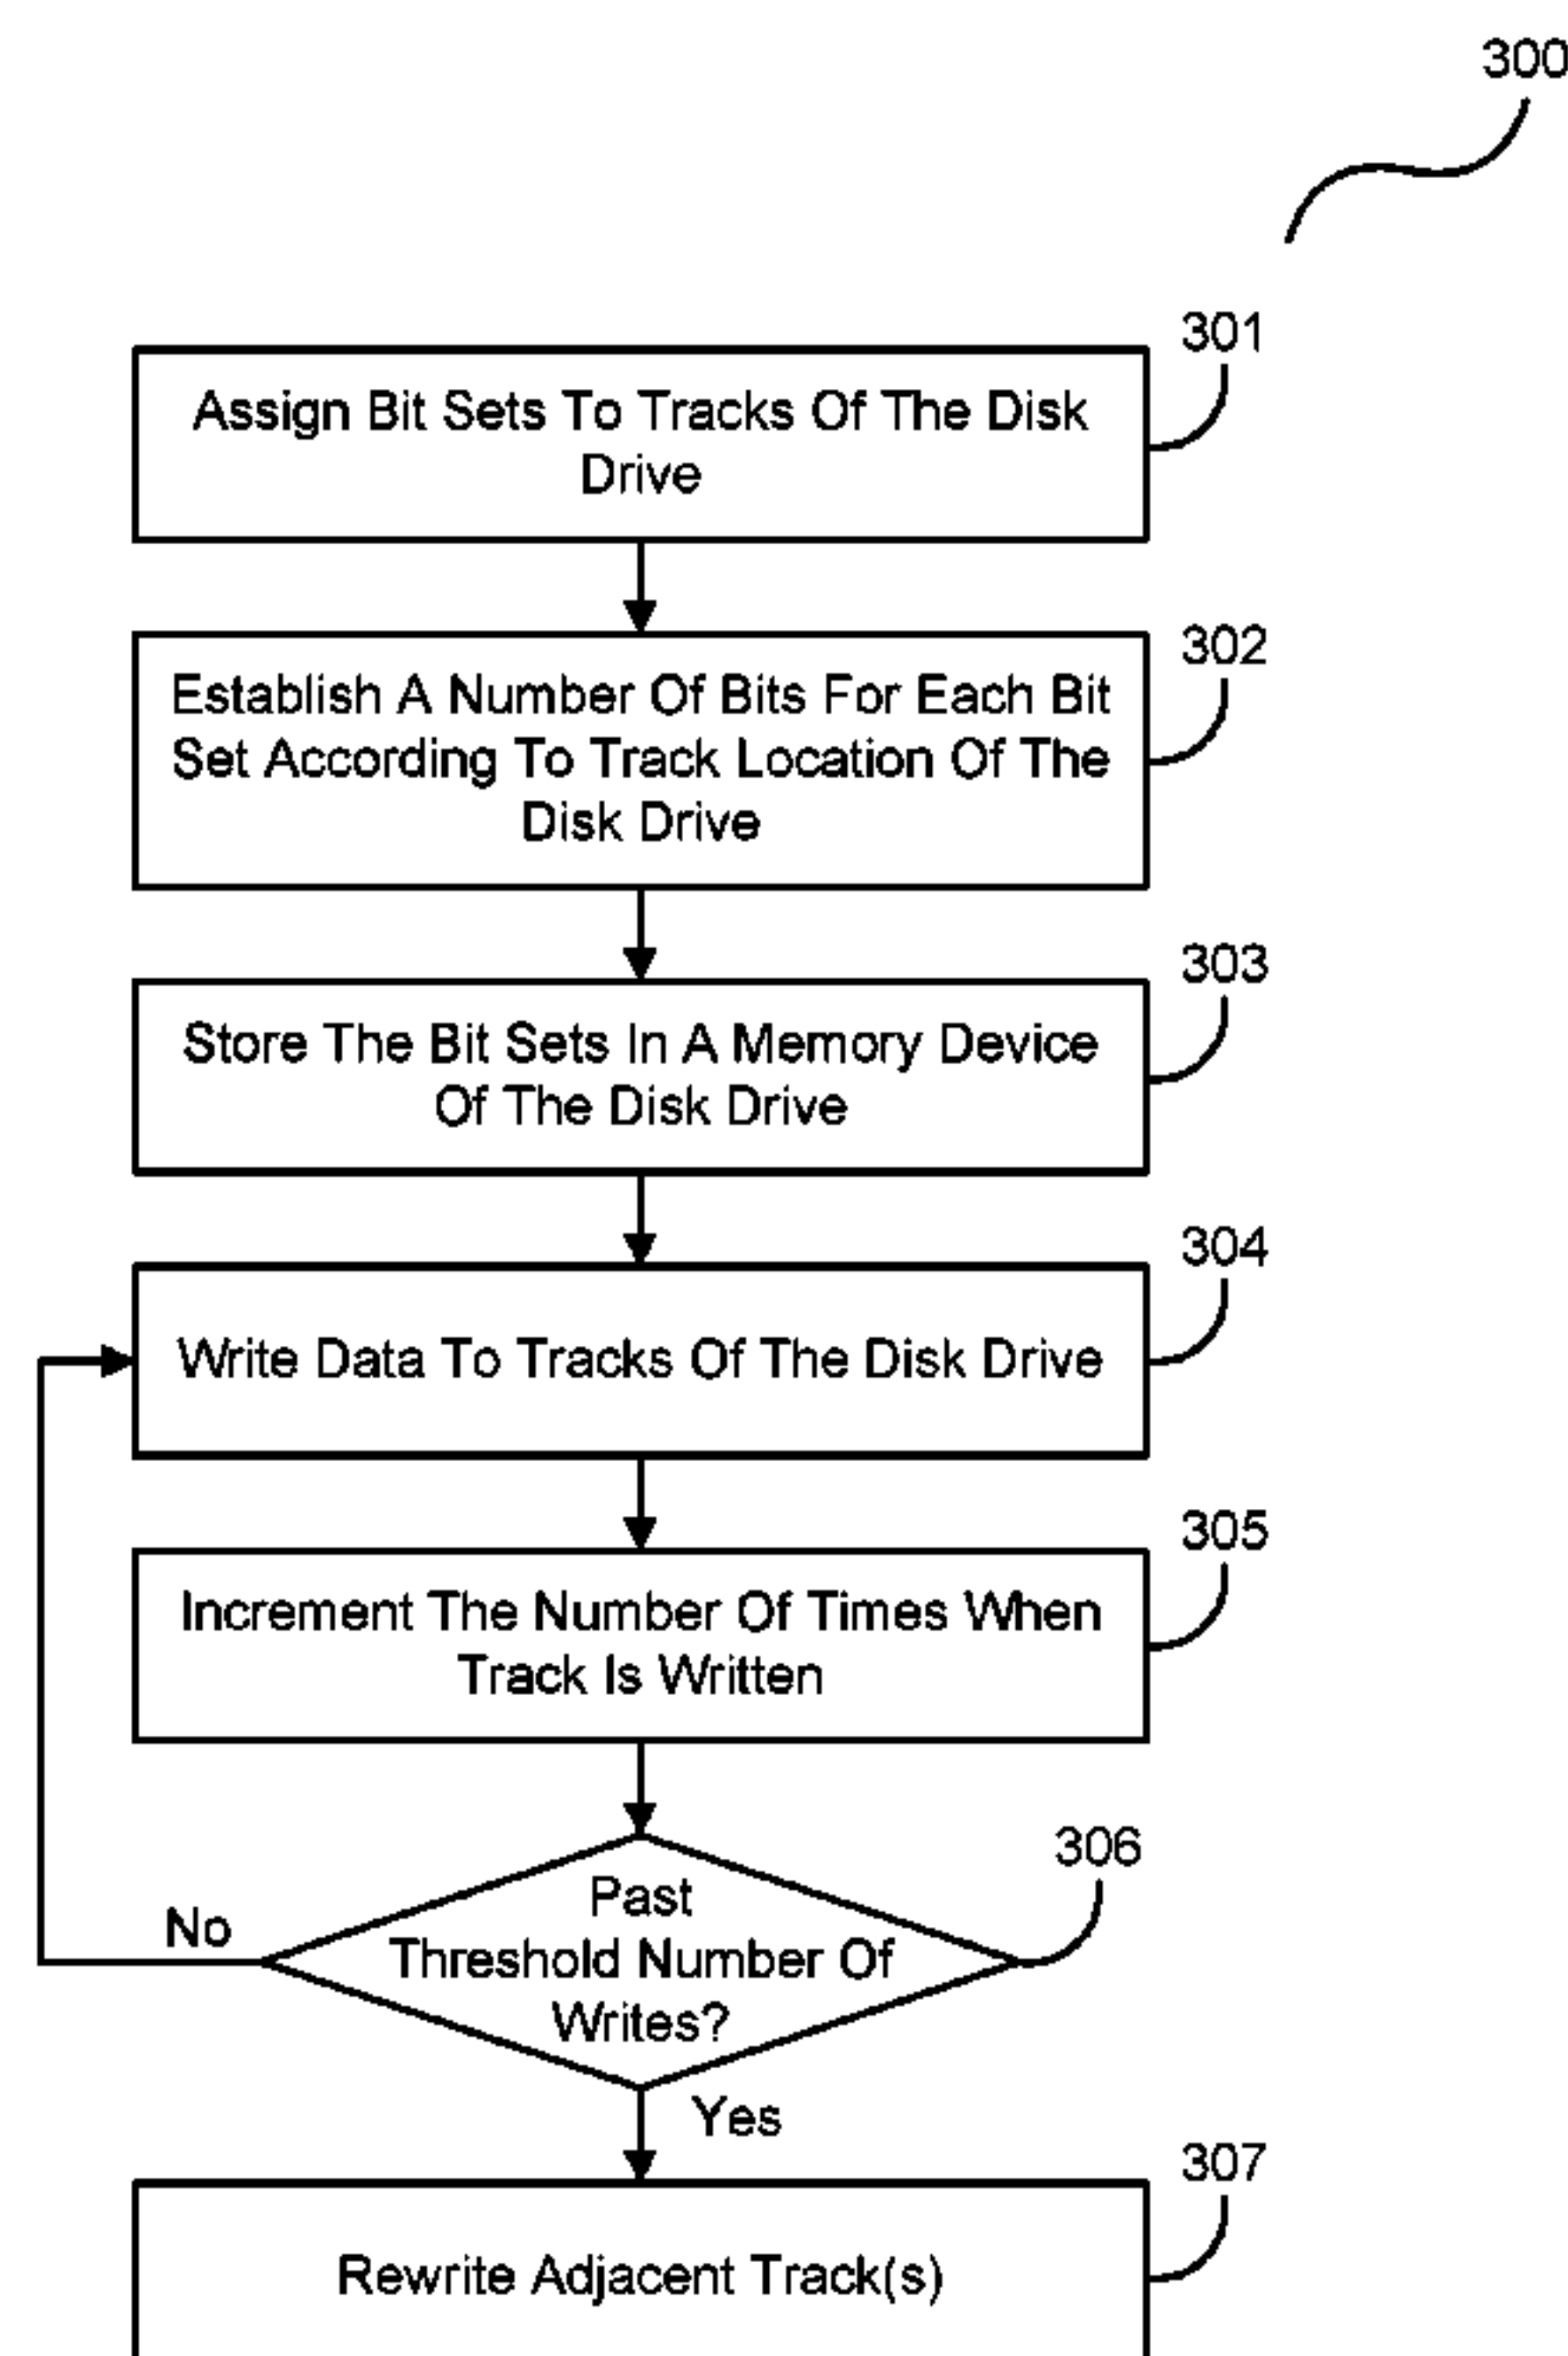 300
301
Assign Bit Sets To Tracks Of The Disk
Drive
302
Establish A Number Of Bits For Each Bit
Set According To Track Location Of The
Disk Drive
303
Store The Bit Sets In A Memory Device
Of The Disk Drive
304
Write Data To Tracks Of The Disk Drive
305
Increment The Number Of Times When
Track Is Written
306
Past
Threshold Number Of
Writes?
No
Yes
307
Rewrite Adjacent Track(s)